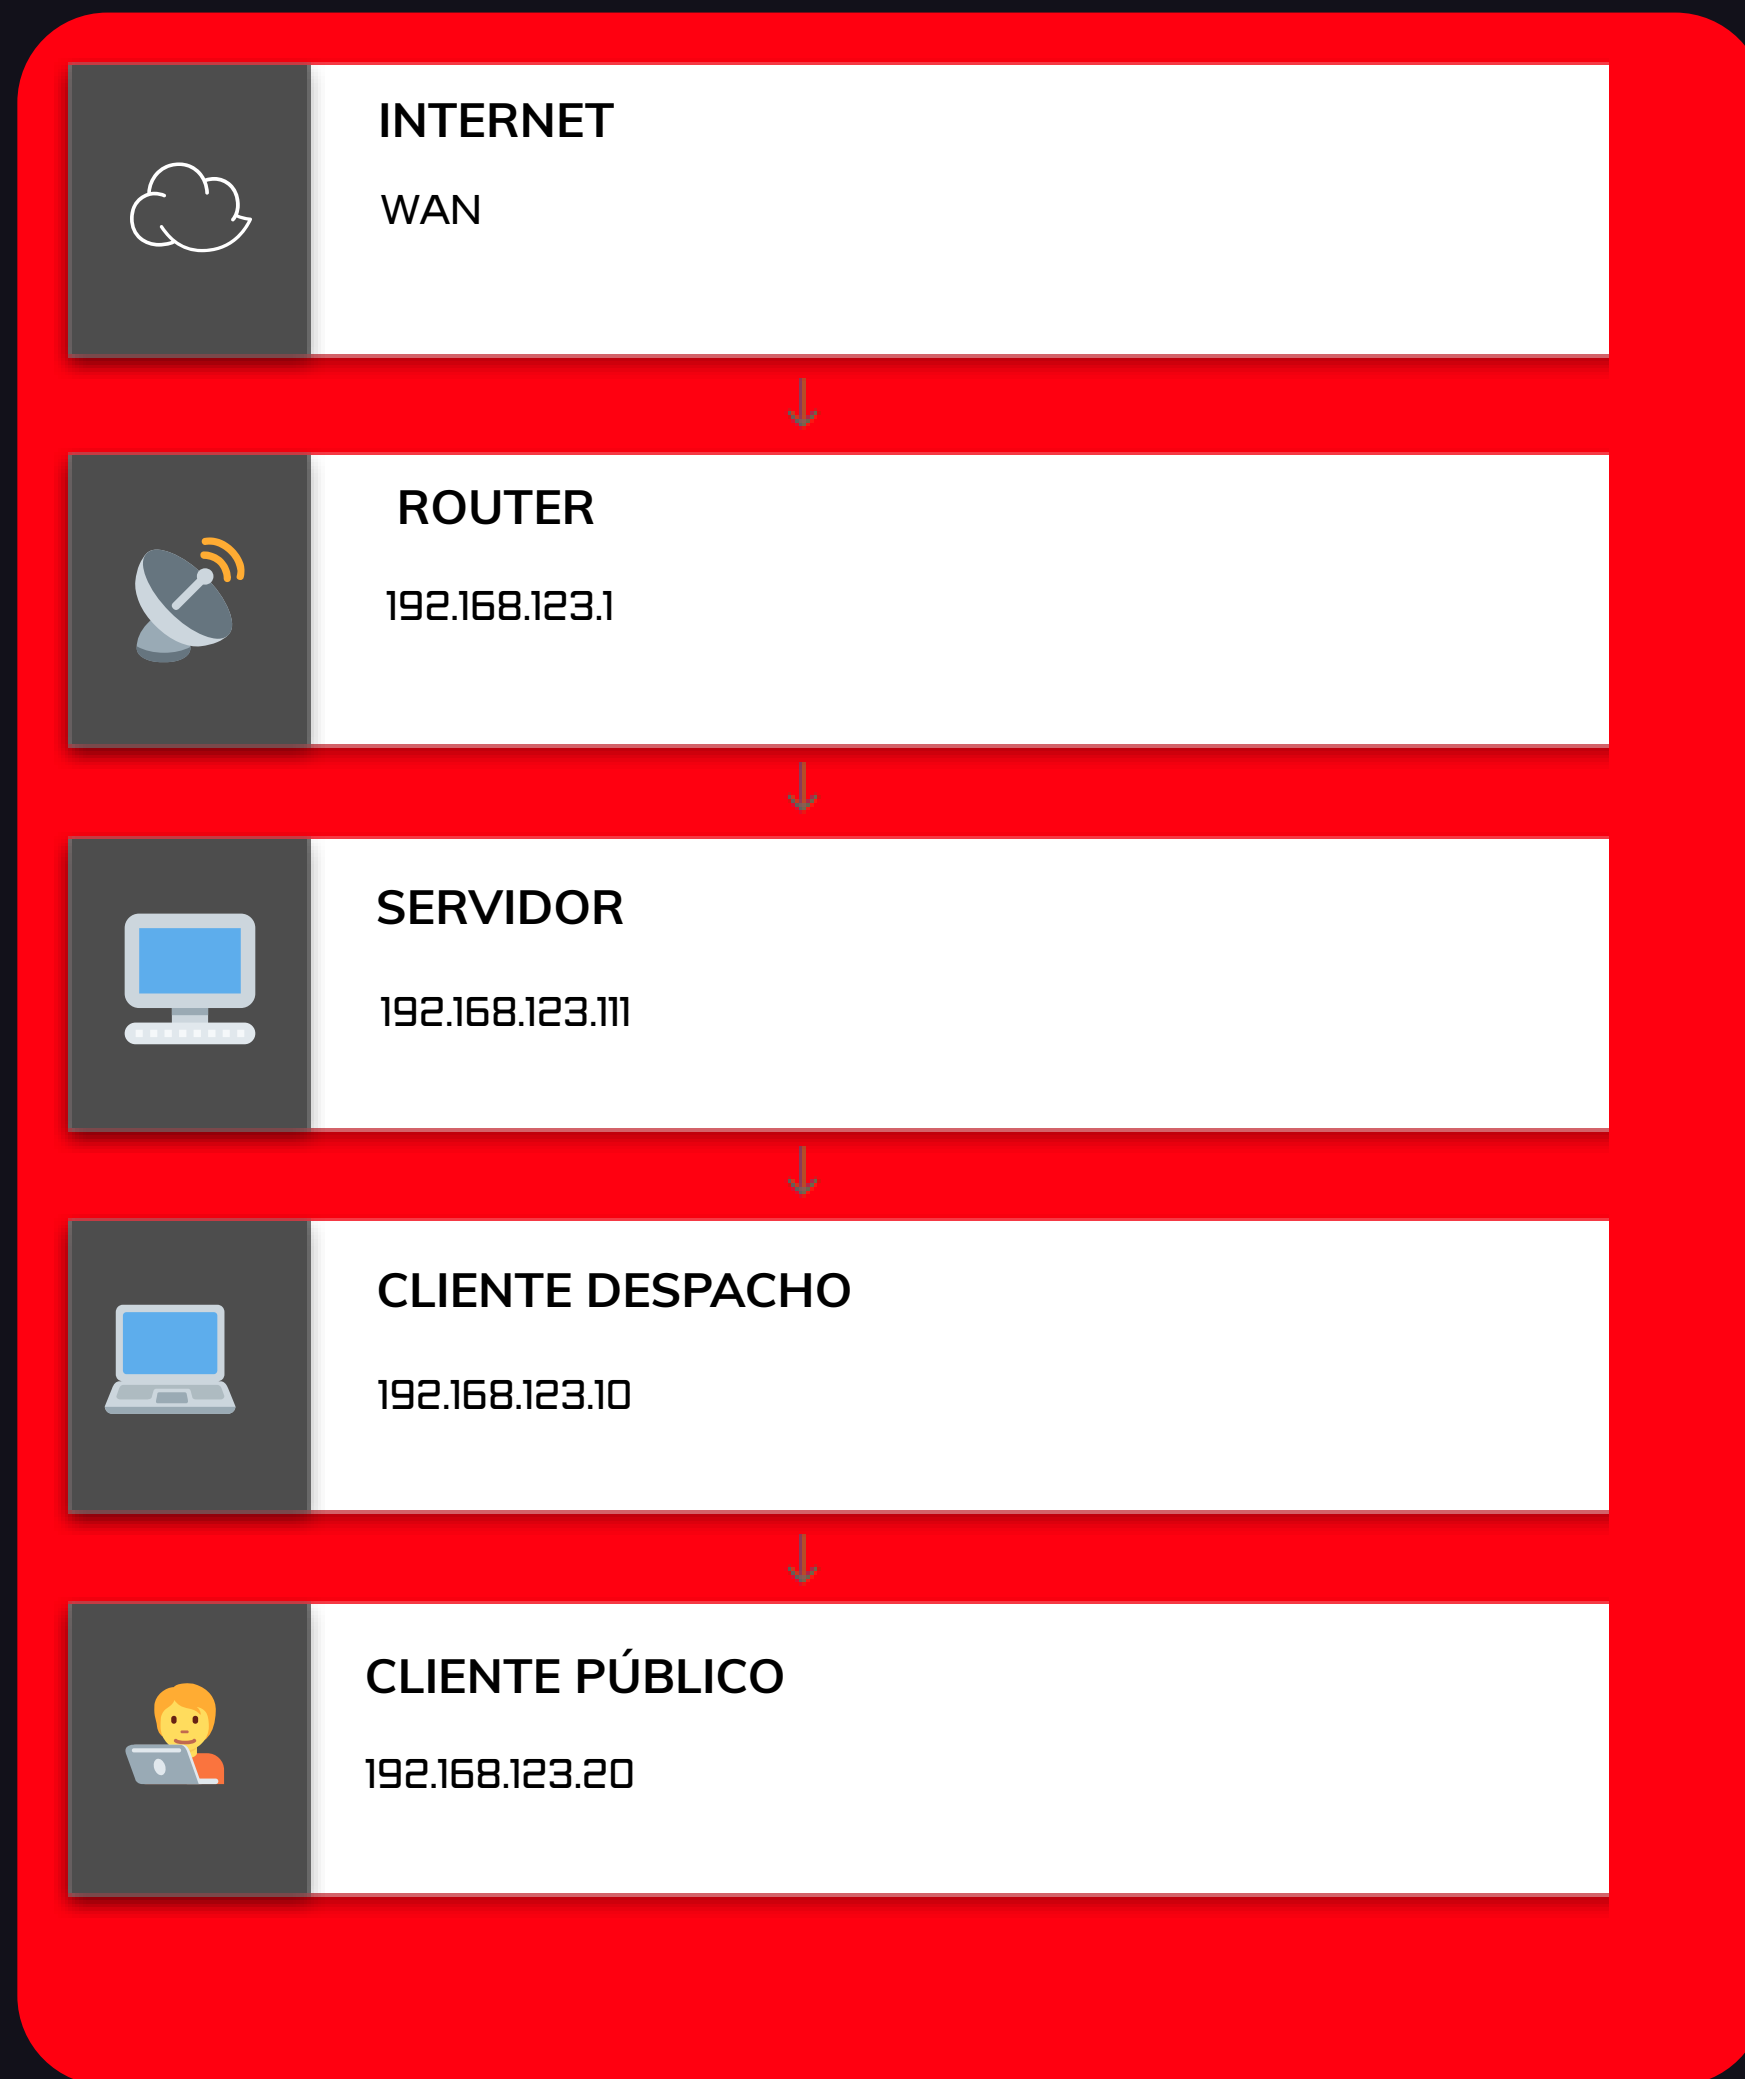 INTERNET
WAN
ROUTER
192.168.123.1
SERVIDOR
192.168.123.111
CLIENTE DESPACHO
192.168.123.10
CLIENTE PÚBLICO
192.168.123.20